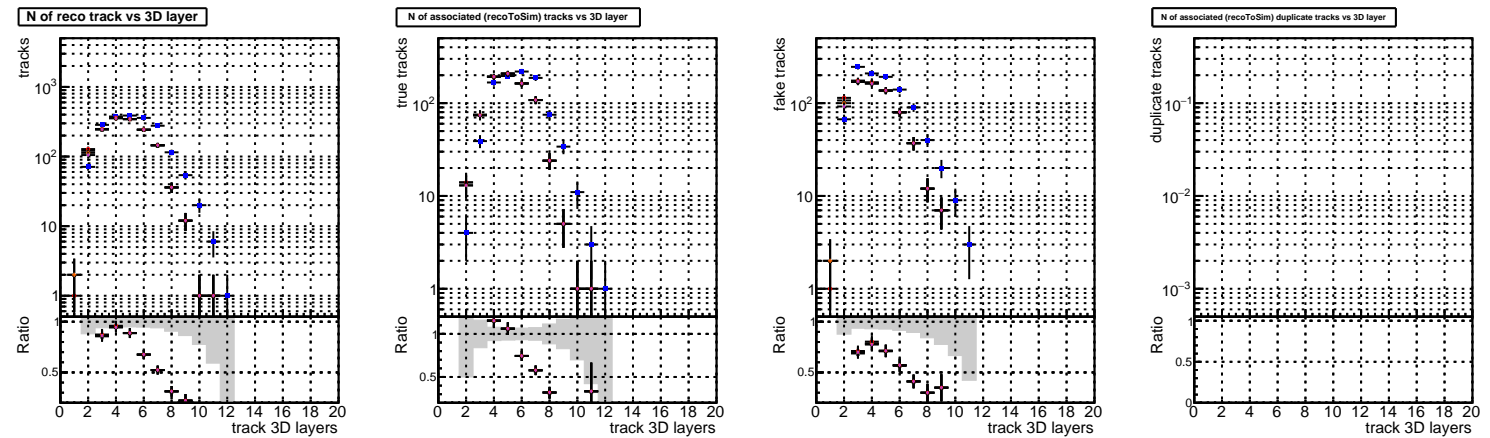 N of reco track vs 3D layer
tracks
10³
10²
10
1
Ratio
1
0.5
0 2 4 6 8 10 12 14 16 18 20
track 3D layers
N of associated (recoToSim) tracks vs 3D layer
true tracks
10²
10
1
Ratio
1
0.5
0 2 4 6 8 10 12 14 16 18 20
track 3D layers
fake tracks
10²
10
1
Ratio
1
0.5
0 2 4 6 8 10 12 14 16 18 20
track 3D layers
N of associated (recoToSim) duplicate tracks vs 3D layer
duplicate tracks
10⁻¹
10⁻²
10⁻³
Ratio
1
0.5
0
0 2 4 6 8 10 12 14 16 18 20
track 3D layers